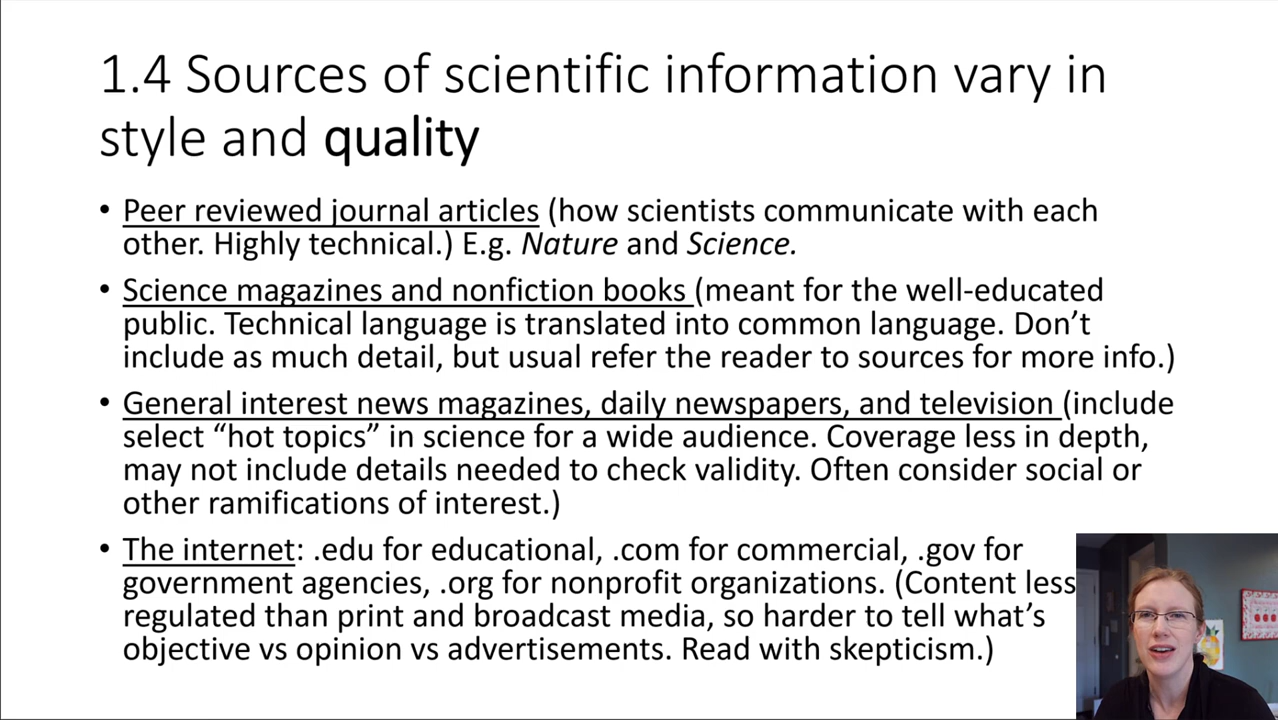 1.4 Sources of scientific information vary in
style and quality
• Peer reviewed journal articles (how scientists communicate with each
other. Highly technical.) E.g. Nature and Science.
• Science magazines and nonfiction books (meant for the well-educated
public. Technical language is translated into common language. Don’t
include as much detail, but usual refer the reader to sources for more info.)
• General interest news magazines, daily newspapers, and television (include
select “hot topics” in science for a wide audience. Coverage less in depth,
may not include details needed to check validity. Often consider social or
other ramifications of interest.)
• The internet: .edu for educational, .com for commercial, .gov for
government agencies, .org for nonprofit organizations. (Content less
regulated than print and broadcast media, so harder to tell what’s
objective vs opinion vs advertisements. Read with skepticism.)